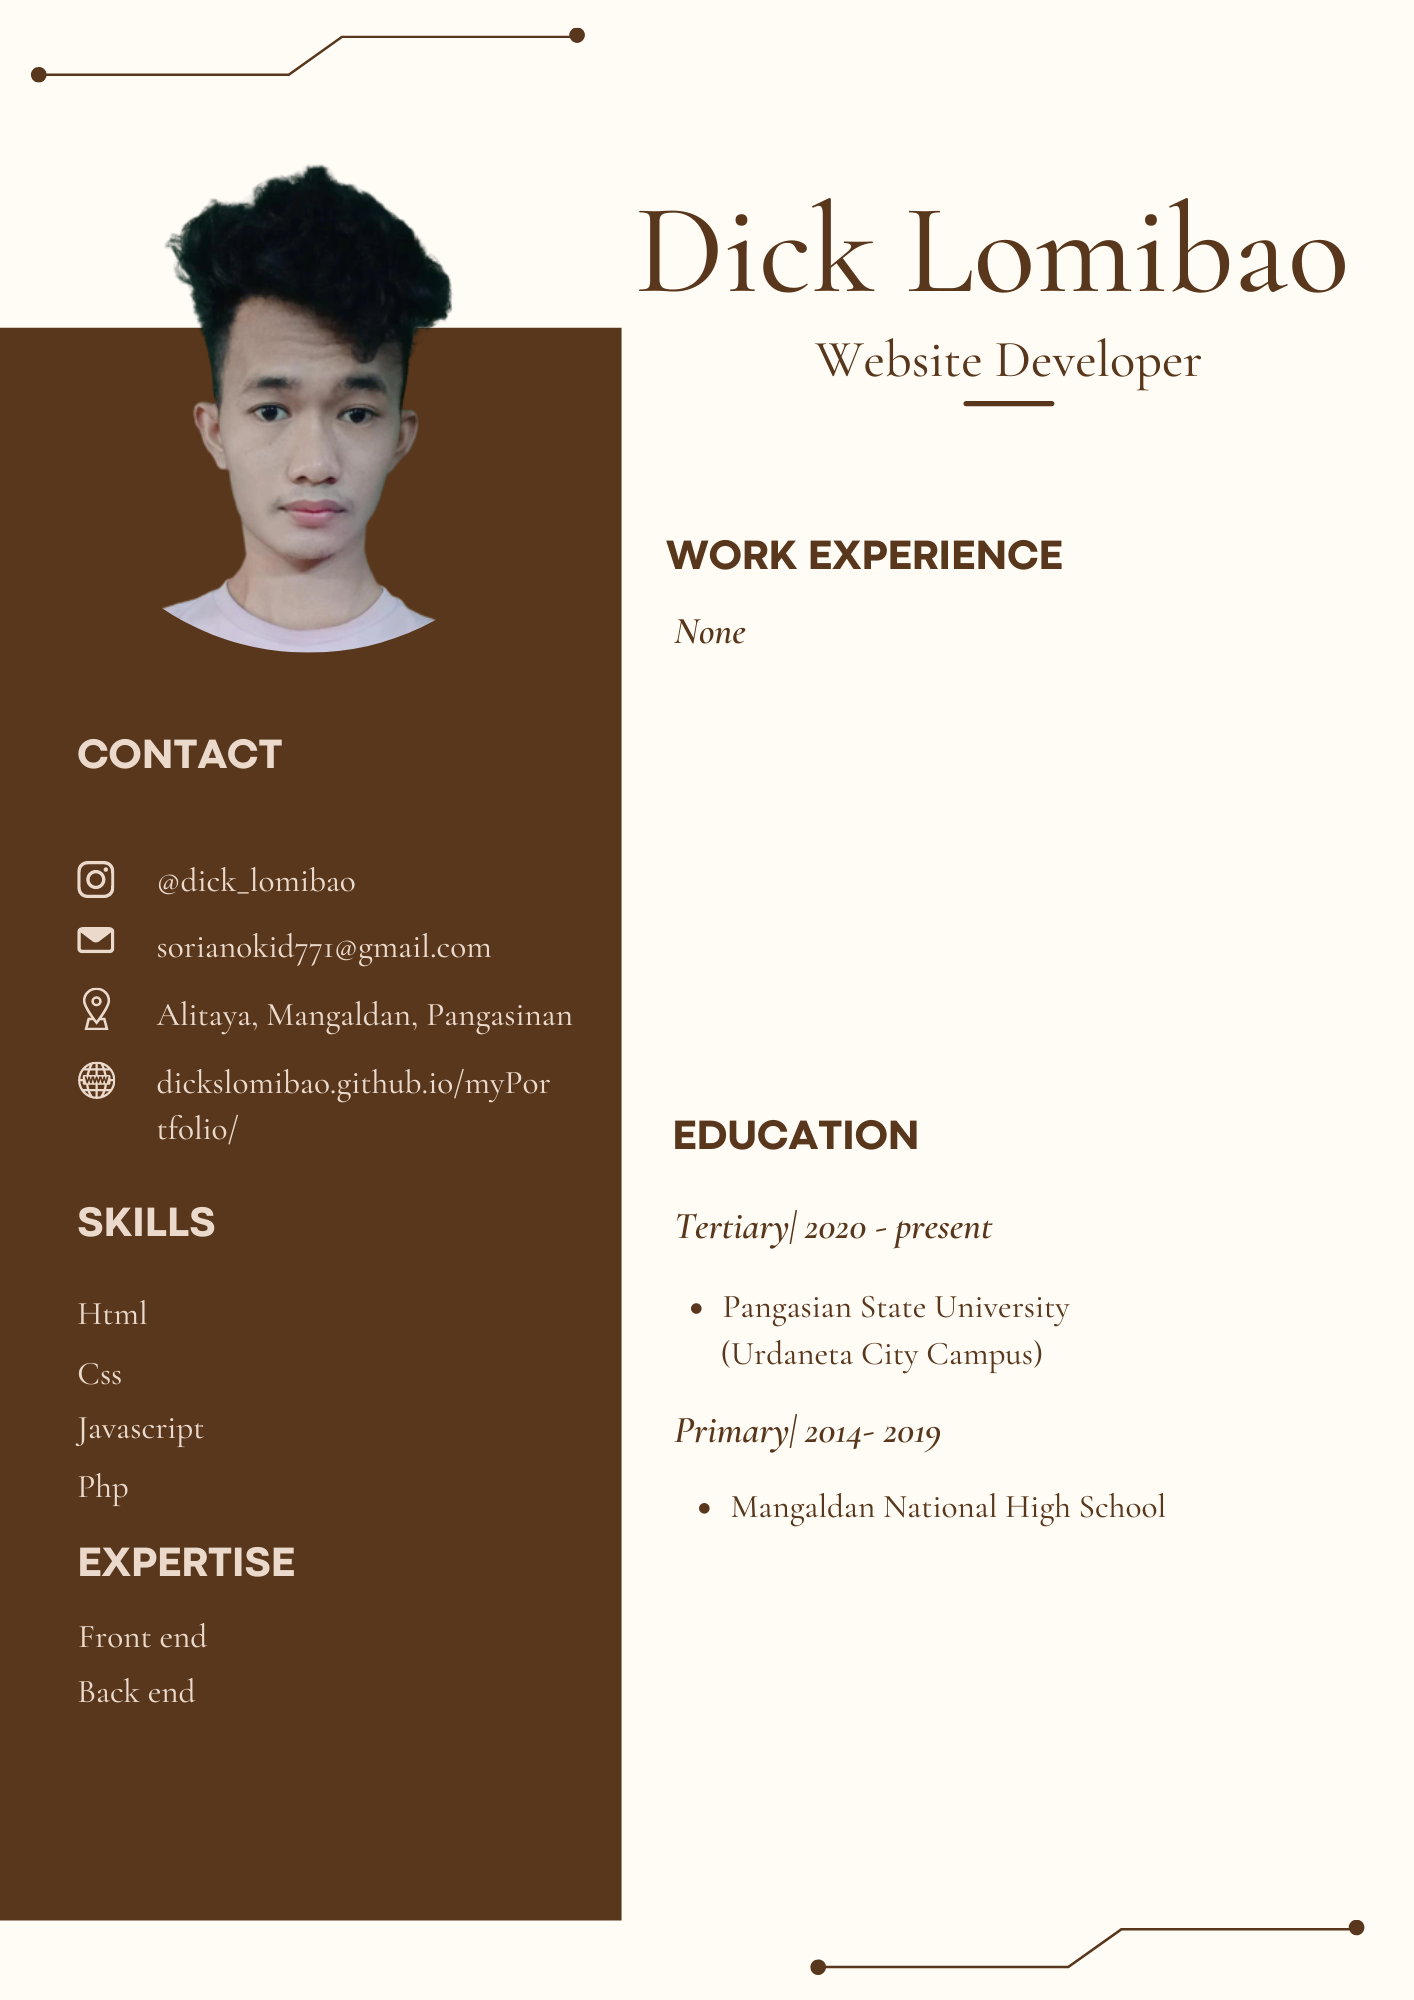 Dick Lomibao
Website Developer
WORK EXPERIENCE
None
CONTACT
@dick_lomibao
sorianokid771@gmail.com
Alitaya, Mangaldan, Pangasinan
dickslomibao.github.io/myPor
tfolio/
SKILLS
Html
Css
Javascript
Php
EXPERTISE
Front end
Back end
EDUCATION
Tertiary| 2020 - present
• Pangasian State University
(Urdaneta City Campus)
Primary| 2014- 2019
• Mangaldan National High School